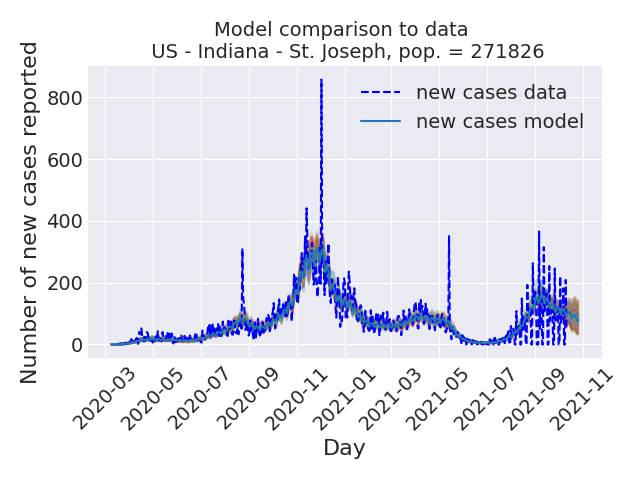 Model comparison to data
US - Indiana - St. Joseph, pop. = 271826
Number of new cases reported
800
600
400
200
0
new cases data
new cases model
2020-03
2020-05
2020-07
2020-09
2020-11
2021-01
2021-03
2021-05
2021-07
2021-09
2021-11
Day